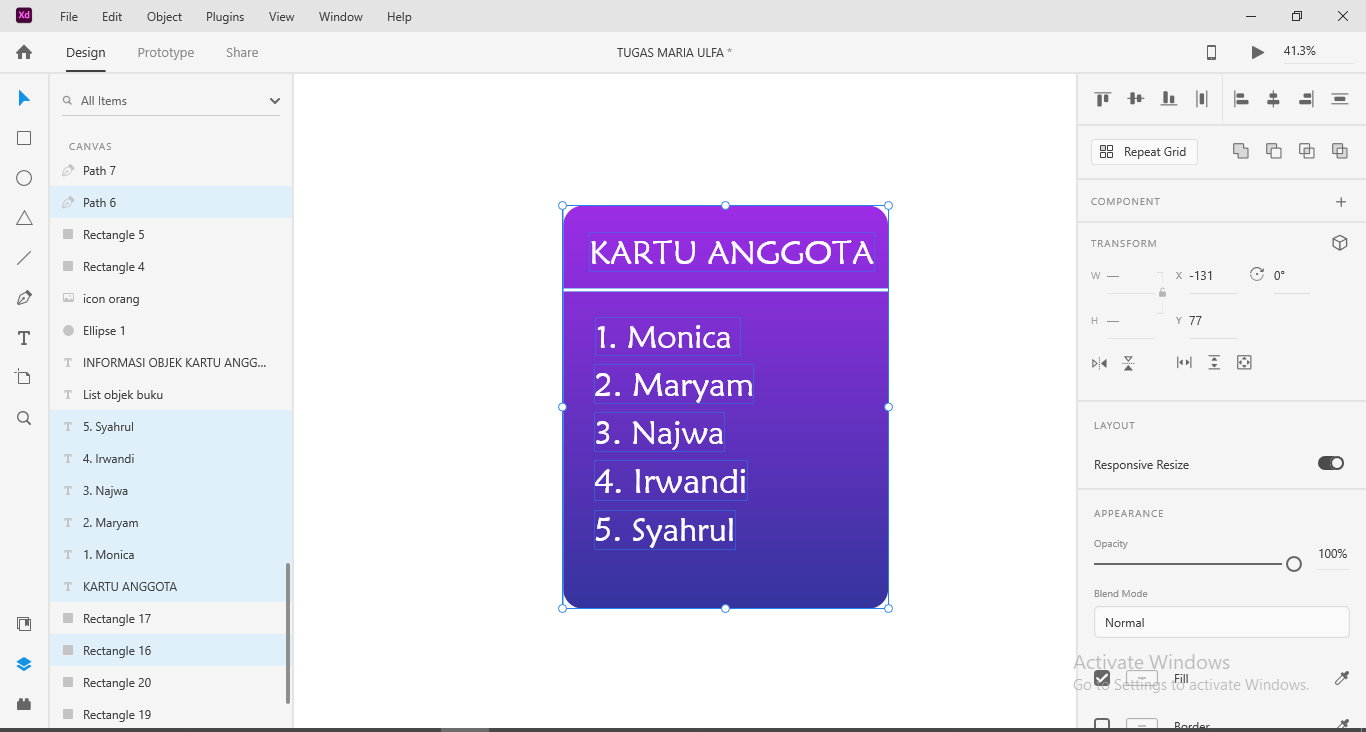 Xd File Edit Object Plugins View Window Help
Design Prototype Share TUGAS MARIA ULFA * 41.3%
All Items
CANVAS
Path 7
Path 6
Rectangle 5
Rectangle 4
icon orang
Ellipse 1
T INFORMASI OBJEK KARTU ANGG...
T List objek buku
T 5. Syahrul
T 4. Irwandi
T 3. Najwa
T 2. Maryam
T 1. Monica
T KARTU ANGGOTA
Rectangle 17
Rectangle 16
Rectangle 20
Rectangle 19
KARTU ANGGOTA
1. Monica
2. Maryam
3. Najwa
4. Irwandi
5. Syahrul
Repeat Grid
COMPONENT
TRANSFORM
W — X -131 0°
H — Y 77
LAYOUT
Responsive Resize
APPEARANCE
Opacity
100%
Blend Mode
Normal
Activate Windows
Fill
Go to Settings to activate Windows.
Border